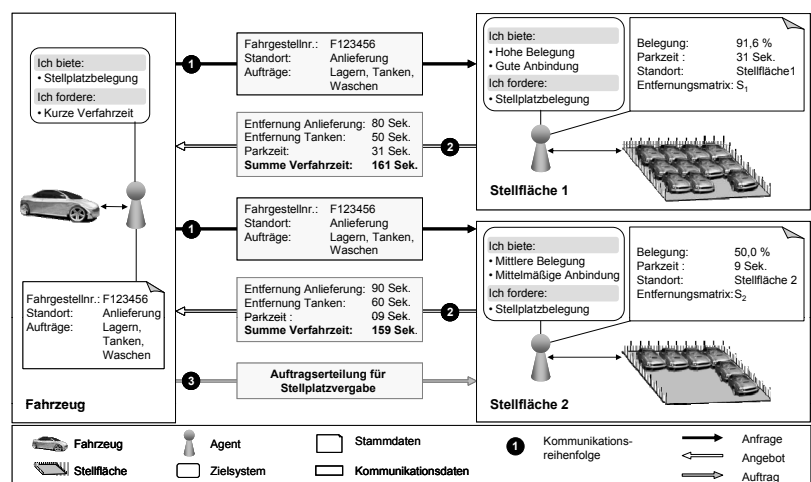 Ich biete:
• Stellplatzbelegung
Ich fordere:
• Kurze Verfahrzeit
Fahrgestellnr.: F123456
Standort: Anlieferung
Aufträge: Lagern,
Tanken,
Waschen
Fahrzeug
1
Fahrgestellnr.: F123456
Standort: Anlieferung
Aufträge: Lagern, Tanken,
Waschen
Entfernung Anlieferung: 80 Sek.
Entfernung Tanken: 50 Sek.
Parkzeit: 31 Sek.
Summe Verfahrzeit: 161 Sek.
2
1
Fahrgestellnr.: F123456
Standort: Anlieferung
Aufträge: Lagern, Tanken,
Waschen
Entfernung Anlieferung: 90 Sek.
Entfernung Tanken: 60 Sek.
Parkzeit : 09 Sek.
Summe Verfahrzeit: 159 Sek.
2
3
Auftragserteilung für
Stellplatzvergabe
Ich biete:
• Hohe Belegung
• Gute Anbindung
Ich fordere:
• Stellplatzbelegung
Belegung: 91,6 %
Parkzeit: 31 Sek.
Standort: Stellfläche1
Entfernungsmatrix: S1
Stellfläche 1
Ich biete:
• Mittlere Belegung
• Mittelmäßige Anbindung
Ich fordere:
• Stellplatzbelegung
Belegung: 50,0 %
Parkzeit : 9 Sek.
Standort: Stellfläche 2
Entfernungsmatrix: S2
Stellfläche 2
Fahrzeug
Agent
Stammdaten
1
Kommunikations-
reihenfolge
Anfrage
Angebot
Auftrag
Stellfläche
Zielsystem
Kommunikationsdaten